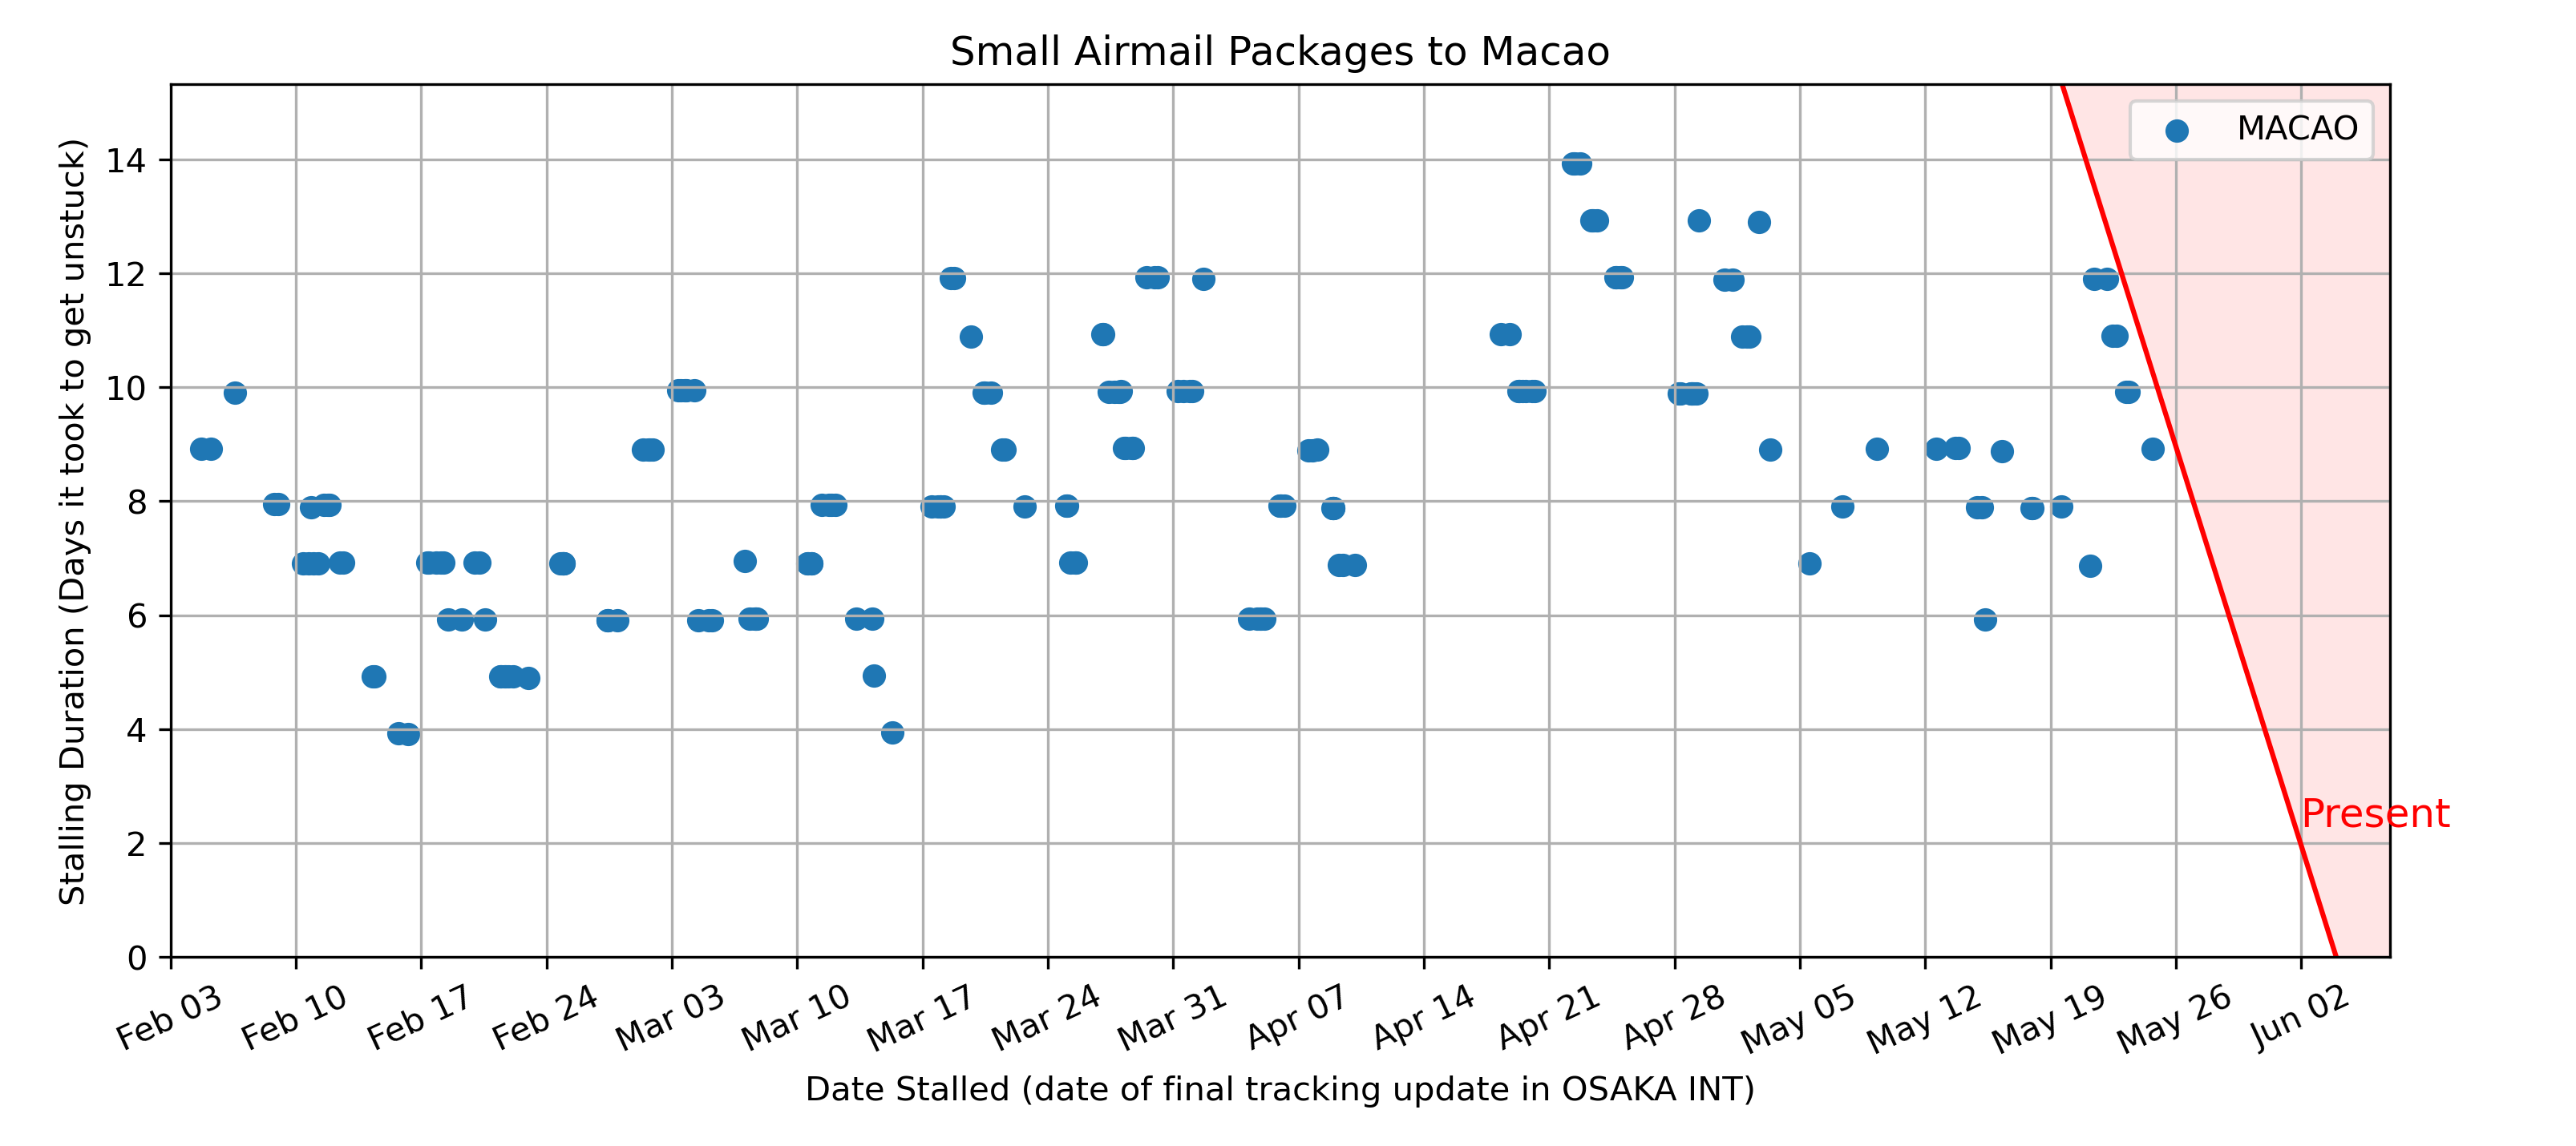 Small Airmail Packages to Macao
Stalling Duration (Days it took to get unstuck)
14
12
10
8
6
4
2
0
MACAO
Present
Feb 03
Feb 10
Feb 17
Feb 24
Mar 03
Mar 10
Mar 17
Mar 24
Mar 31
Apr 07
Apr 14
Apr 21
Apr 28
May 05
May 12
May 19
May 26
Jun 02
Date Stalled (date of final tracking update in OSAKA INT)